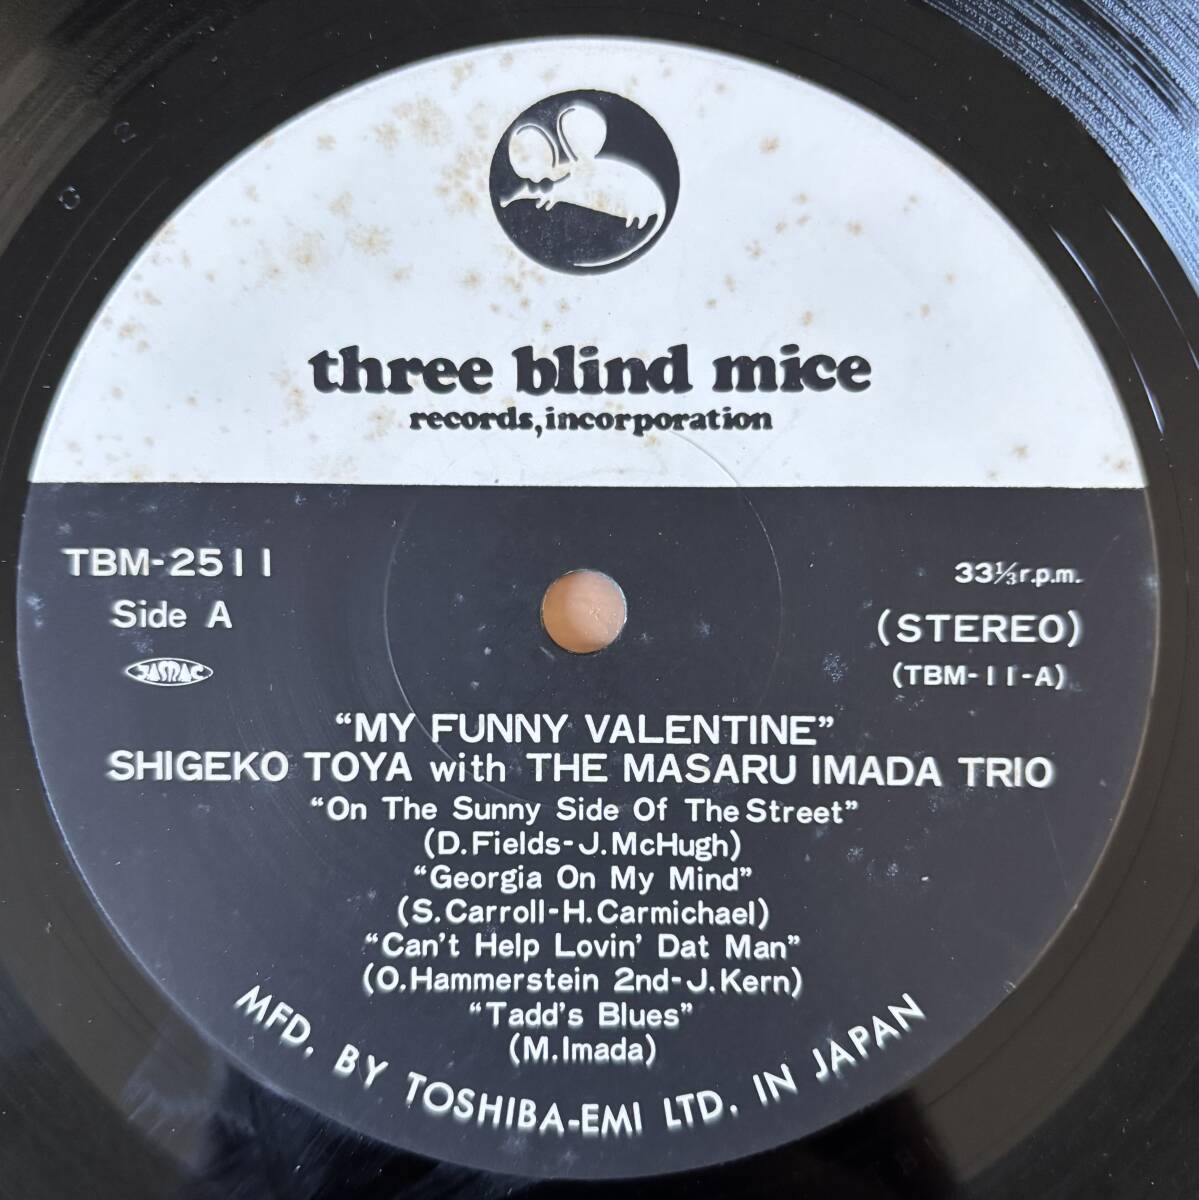 three blind mice
records, incorporation
TBM-2511
Side A
JASRAC
33⅓ r.p.m.
(STEREO)
(TBM-11-A)
“MY FUNNY VALENTINE”
SHIGEKO TOYA with THE MASARU IMADA TRIO
“On The Sunny Side Of The Street”
(D.Fields-J.McHugh)
“Georgia On My Mind”
(S.Carroll-H.Carmichael)
“Can't Help Lovin' Dat Man”
(O.Hammerstein 2nd-J.Kern)
“Tadd's Blues”
(M.Imada)
MFD. BY TOSHIBA-EMI LTD. IN JAPAN